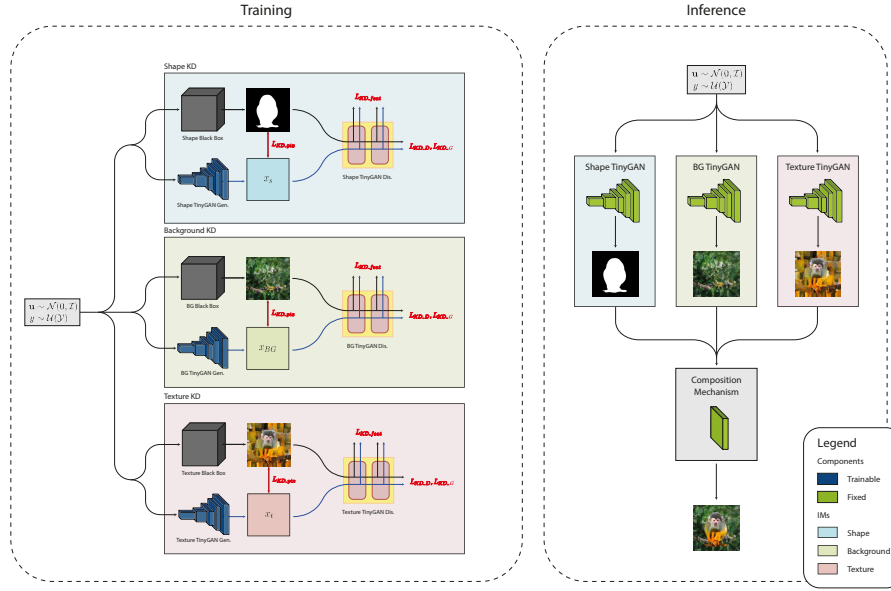 Training
Inference
Shape KD
Shape Black Box
Shape TinyGAN Gen.
L_KD_pix
x_s
L_KD_feat
L_KD_D, L_KD_G
Shape TinyGAN Dis.
Background KD
BG Black Box
BG TinyGAN Gen.
L_KD_pix
x_BG
L_KD_feat
L_KD_D, L_KD_G
BG TinyGAN Dis.
u ∼ N(0, I)
y ∼ U(Y)
Texture KD
Texture Black Box
Texture TinyGAN Gen.
L_KD_pix
x_t
L_KD_feat
L_KD_D, L_KD_G
Texture TinyGAN Dis.
u ∼ N(0, I)
y ∼ U(Y)
Shape TinyGAN
BG TinyGAN
Texture TinyGAN
Composition
Mechanism
Legend
Components
Trainable
Fixed
IMs
Shape
Background
Texture